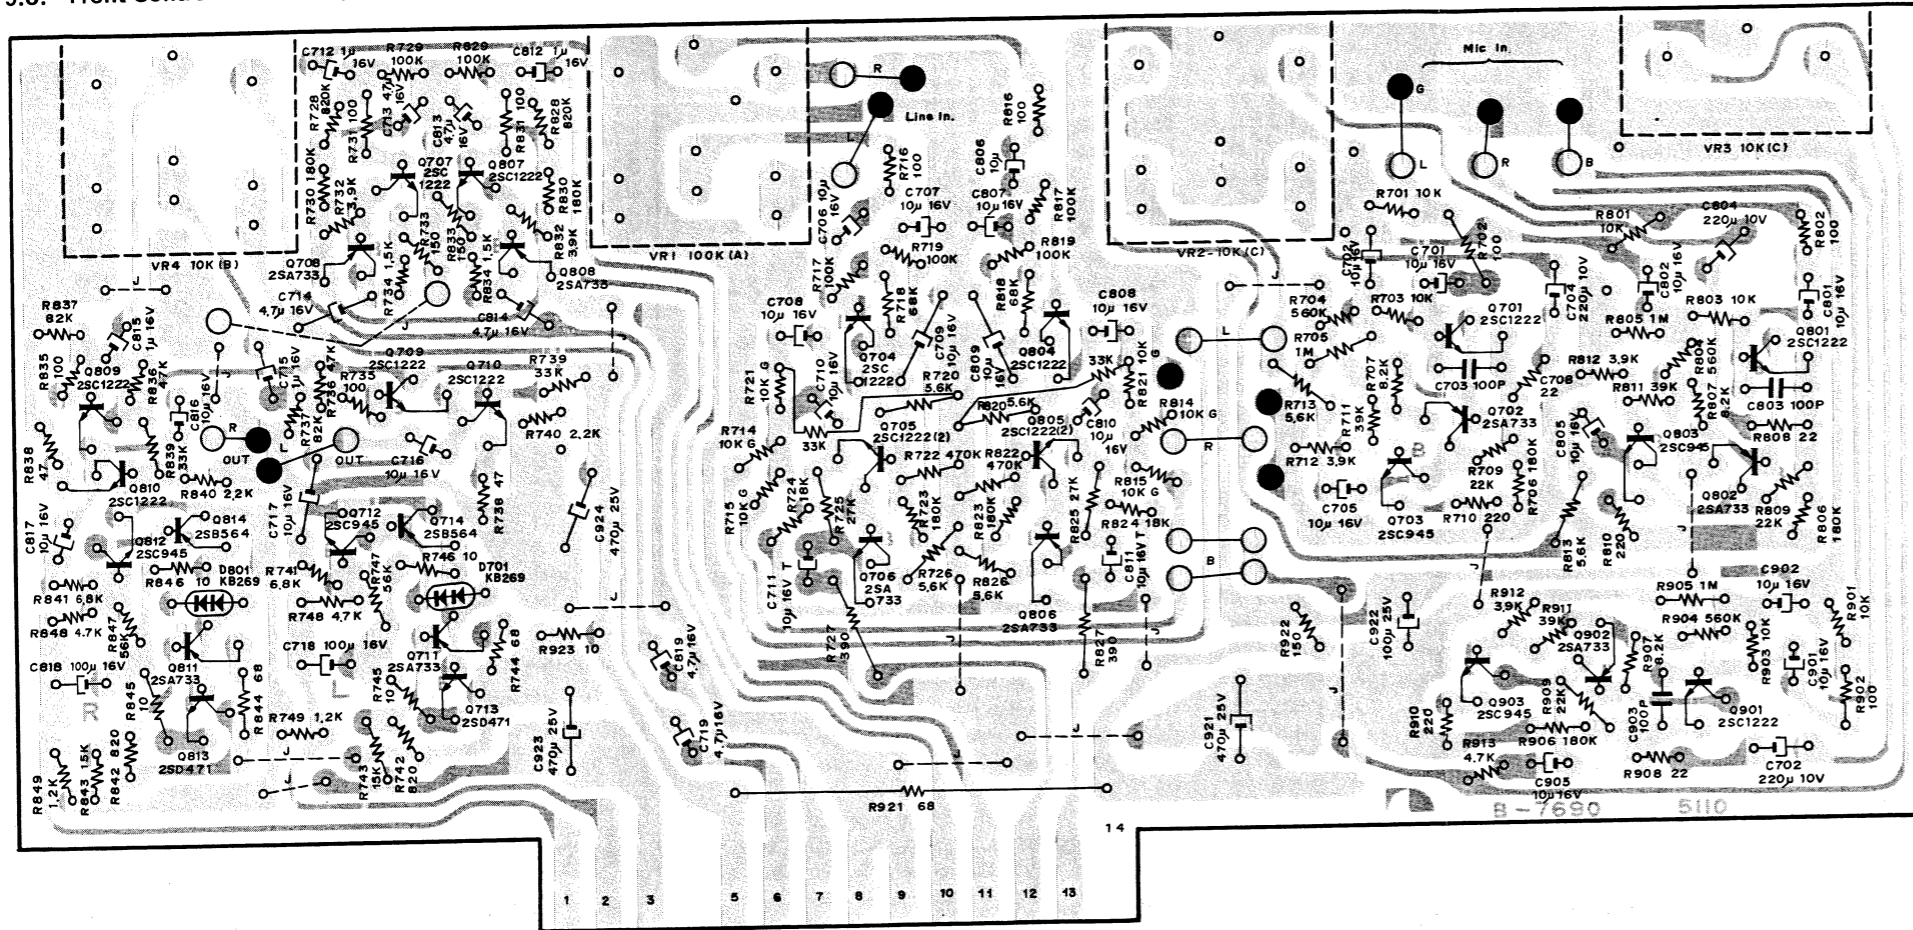 Mic In.
Line In.
VR4 10K (B)
VR1 100K(A)
VR2-10K(C)
VR3 10K(C)
C712 1μ
16V
R729
100K
R829
100K
C812 1μ
16V
R728
820K
R731 100
C713 4.7μ
16V
C813
4.7μ
16V
R831 100
R828
820K
R730 180K
R732
3.9K
Q707
2SC
1222
Q807
2SC1222
R830
180K
R733
150
R833
150
R832
3.9K
Q708
2SA733
R734 1.5K
R834 1.5K
Q808
2SA733
C714
4.7μ 16V
C814
4.7μ 16V
J
R837
82K
C815
1μ 16V
R835
100
Q809
2SC1222
R836
47K
C816
10μ 16V
J
C715
1μ 16V
R736 47K
R735
100
Q709
2SC1222
Q710
2SC1222
R739
33K
R737
82K
R740 2.2K
R838
47
R839
33K
R
OUT
L
OUT
C716
10μ 16V
R840 2.2K
Q810
2SC1222
R738 47
C817
10μ 16V
Q812
2SC945
Q814
2SB564
C717
10μ 16V
Q712
2SC945
Q714
2SB564
C924
470μ 25V
R846 10
D801
KB269
R741
6.8K
R747
56K
R746 10
D701
KB269
R841 6.8K
R848 4.7K
R847
56K
R748 4.7K
C718 100μ 16V
Q711
2SA733
R744 68
R923 10
C818 100μ 16V
Q811
2SA733
R845
10
R844 68
L
R
R745
10
Q713
2SD471
C819
4.7μ 16V
C719
4.7μ 16V
R749 1.2K
Q813
2SD471
R849
1.2K
R843 15K
R842 820
J
J
R743
15K
R742
820
C923
470μ 25V
R
L
R816
100
R716
100
C806
10μ
16V
C706 10μ
16V
C707
10μ 16V
C807
10μ 16V
R817
100K
R717
100K
R719
100K
R819
100K
C708
10μ 16V
R718
68K
R818
68K
C808
10μ 16V
Q704
2SC
1222
C709
10μ 16V
C809
10μ
16V
Q804
2SC1222
R721
10K G
C710
10μ 16V
R720
5.6K
33K
R821 10K
G
R820
5.6K
R714
10K G
33K
Q705
2SC1222(2)
Q805
2SC1222(2)
C810
10μ
16V
R814
10K G
R722 470K
R822
470K
R715
10K G
R724
18K
R725
27K
R723
180K
R823
180K
R825 27K
R815
10K G
R824 18K
C711
10μ 16V T
Q706
2SA
733
R726
5.6K
R826
5.6K
Q806
2SA733
C811
10μ 16V T
R727
390
J
R827
390
J
J
J
R921 68
14
L
R
B
G
L
R
B
R701 10K
C702
10μ 16V
C701
10μ 16V
R702
100
R801
10K
C804
220μ 10V
R802
100
J
R704
560K
R703 10K
Q701
2SC1222
C704
220μ 10V
C802
10μ 16V
R803 10K
C801
10μ 16V
R805 1M
Q801
2SC1222
R705
1M
R707
8.2K
C703 100P
C708
22
R812 3.9K
R804
560K
R811 39K
R807
8.2K
C803 100P
R713
5.6K
R711
39K
Q702
2SA733
C805
10μ 16V
Q803
2SC945
R808 22
R712 3.9K
B
R709
22K
R706 180K
C705
10μ 16V
Q703
2SC945
R710 220
Q802
2SA733
R809
22K
R806
180K
R813
5.6K
R810
220
J
J
R905 1M
C902
10μ 16V
R901
10K
R922
150
C922
100μ 25V
R912
3.9K
R911
39K
Q902
2SA733
R904 560K
R907
8.2K
R903 10K
C901
10μ 16V
R902
100
J
C921
470μ 25V
R910
220
Q903
2SC945
R909
22K
C903
100P
Q901
2SC1222
R906 180K
R913
4.7K
C905
10μ 16V
R908 22
C702
220μ 10V
B-7690
5110
1 2 3 5 6 7 8 9 10 11 12 13